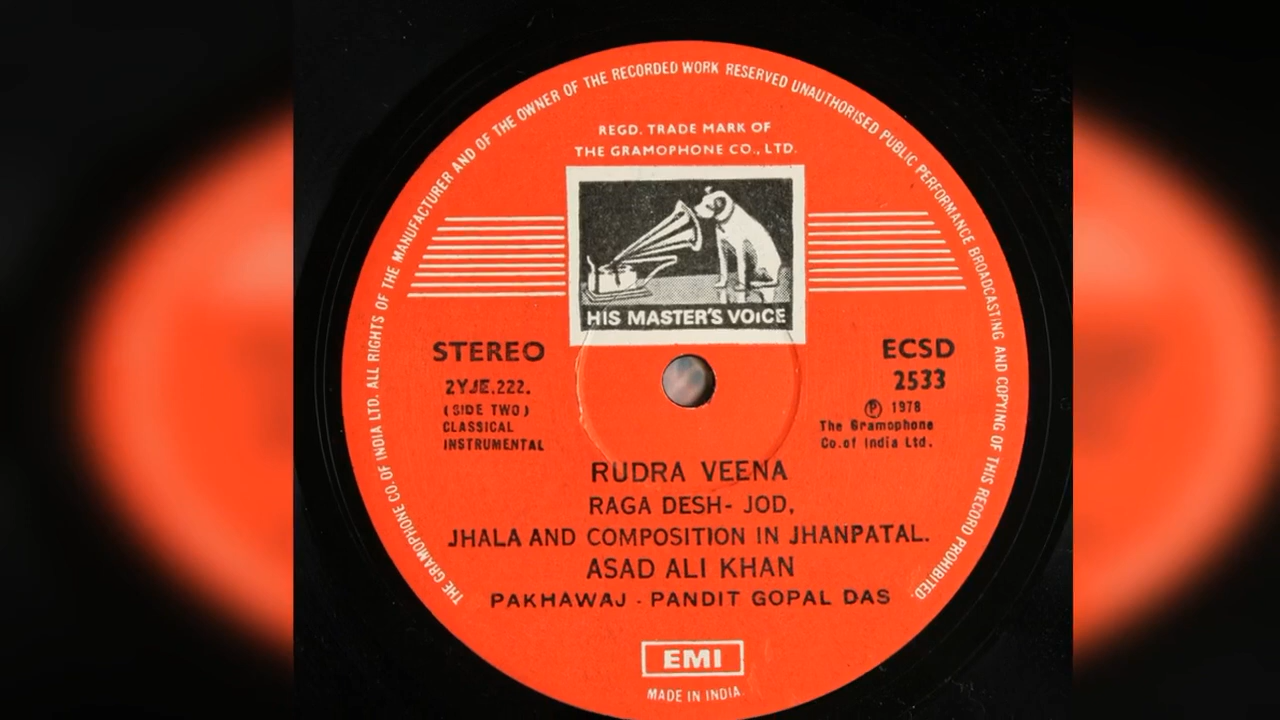 THE GRAMOPHONE CO. OF INDIA LTD. ALL RIGHTS OF THE MANUFACTURER AND OF THE OWNER OF THE RECORDED WORK RESERVED UNAUTHORISED PUBLIC PERFORMANCE BROADCASTING AND COPYING OF THIS RECORD PROHIBITED.
REGD. TRADE MARK OF
THE GRAMOPHONE CO., LTD.
HIS MASTER'S VOICE
STEREO
2YJE.222.
(SIDE TWO)
CLASSICAL
INSTRUMENTAL
ECSD
2533
Ⓟ 1978
The Gramophone
Co.of India Ltd.
RUDRA VEENA
RAGA DESH- JOD,
JHALA AND COMPOSITION IN JHANPATAL.
ASAD ALI KHAN
PAKHAWAJ - PANDIT GOPAL DAS
EMI
MADE IN INDIA.